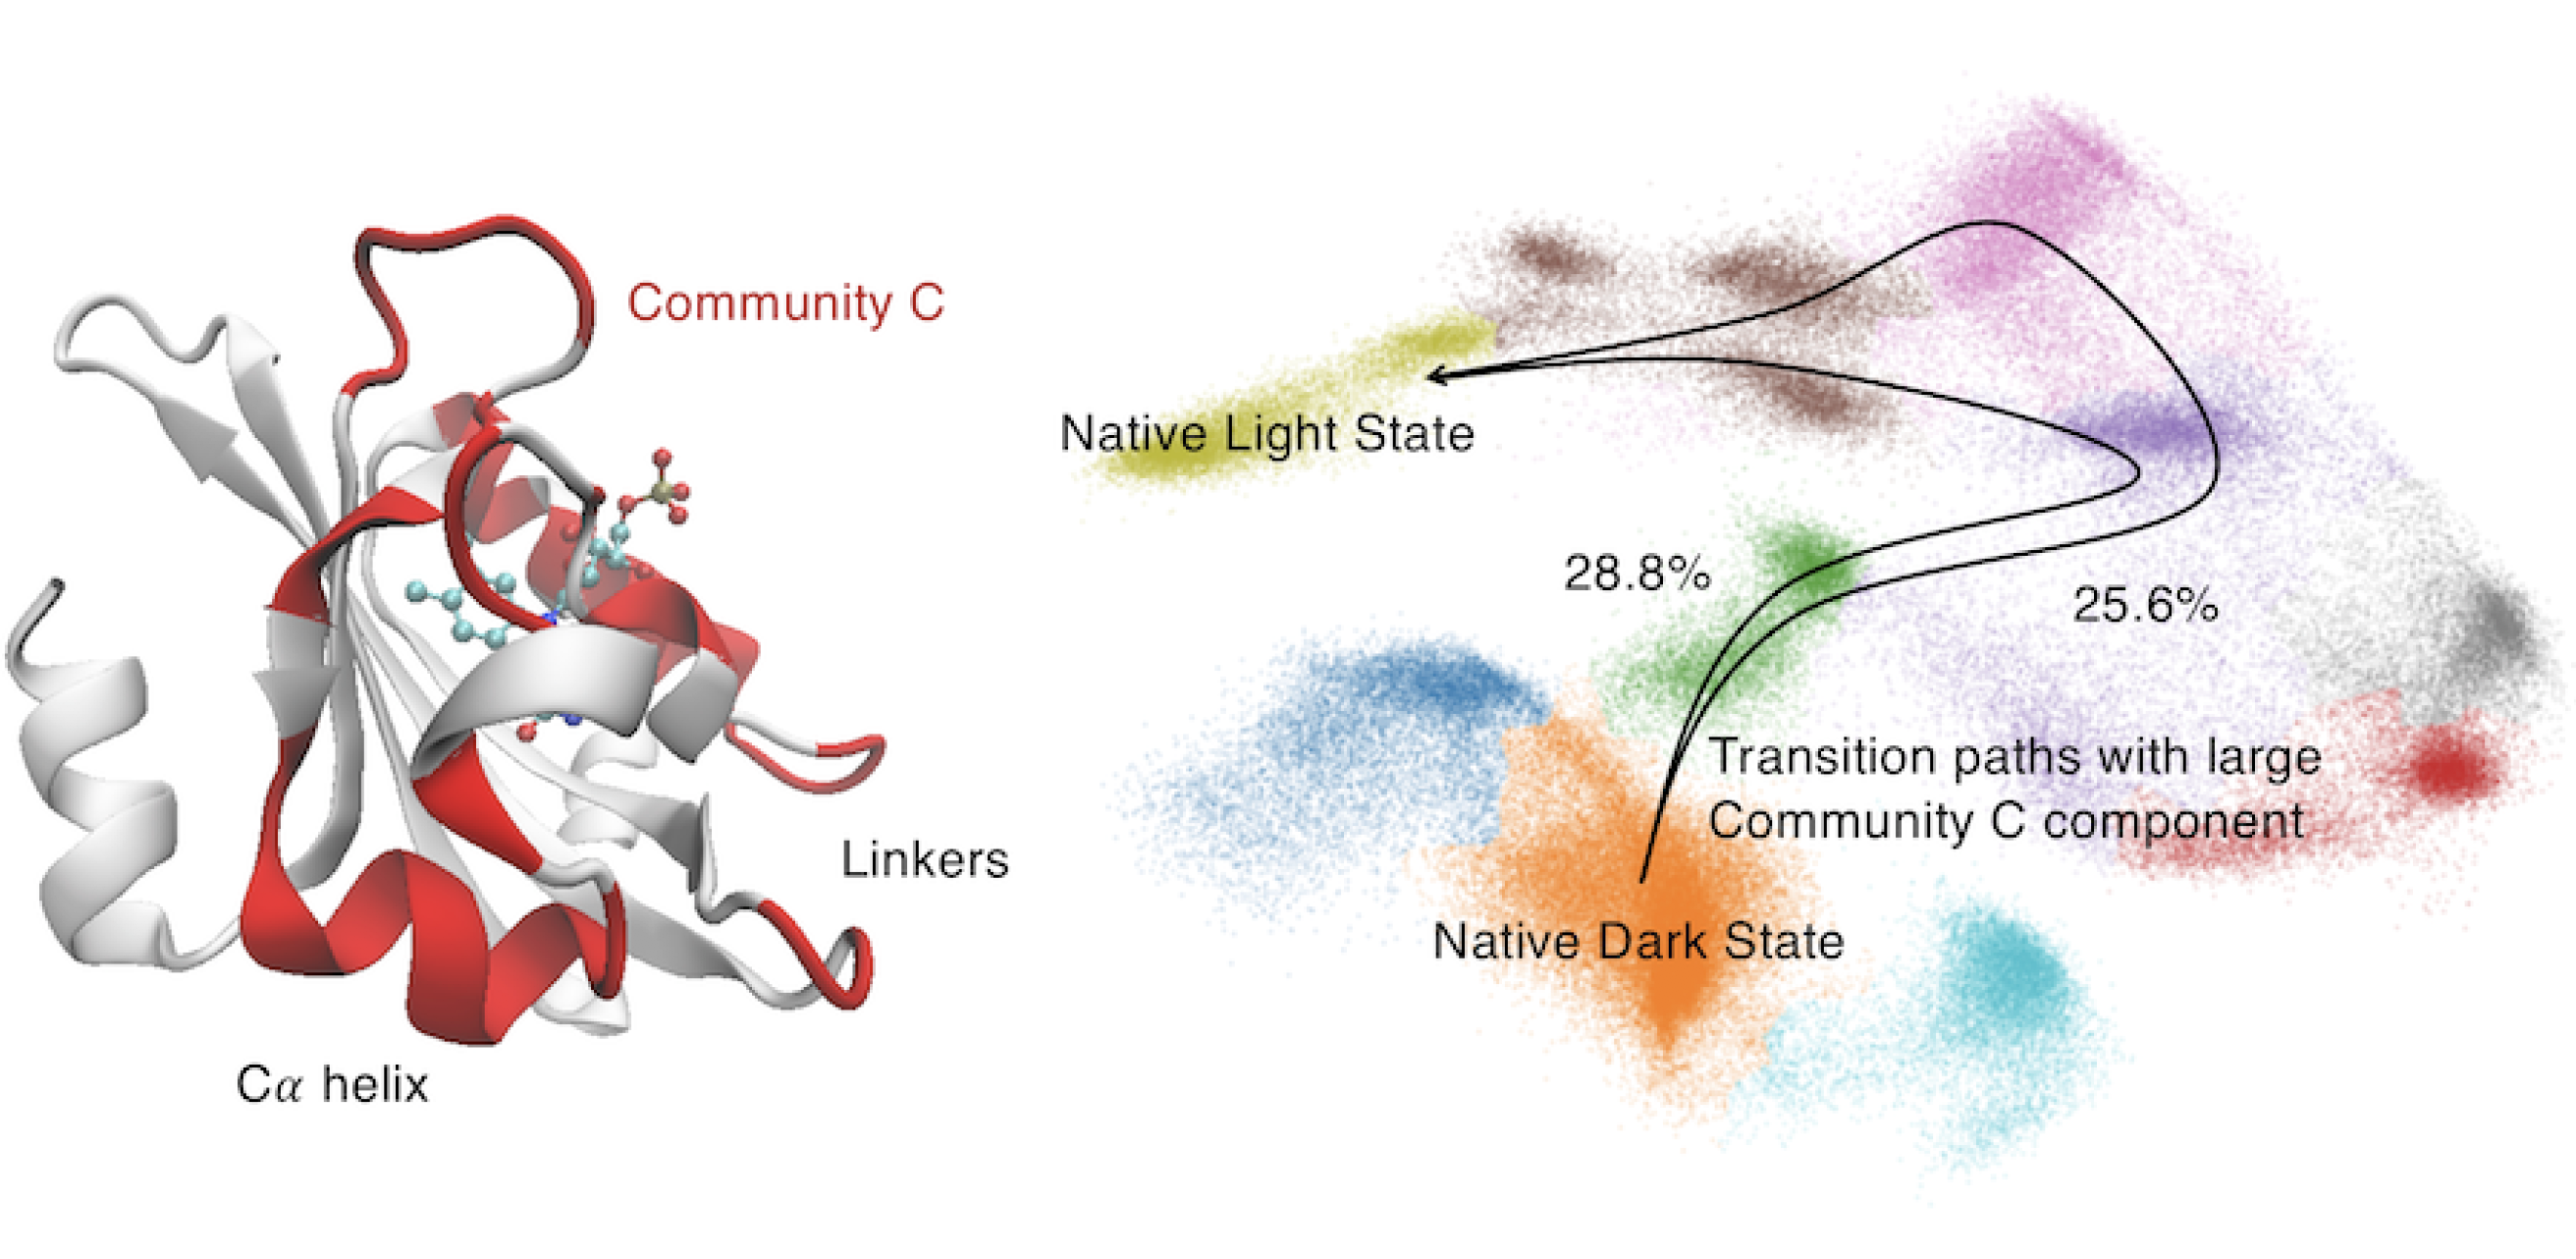 Community C
Linkers
Cα helix
Native Light State
28.8%
25.6%
Transition paths with large
Community C component
Native Dark State